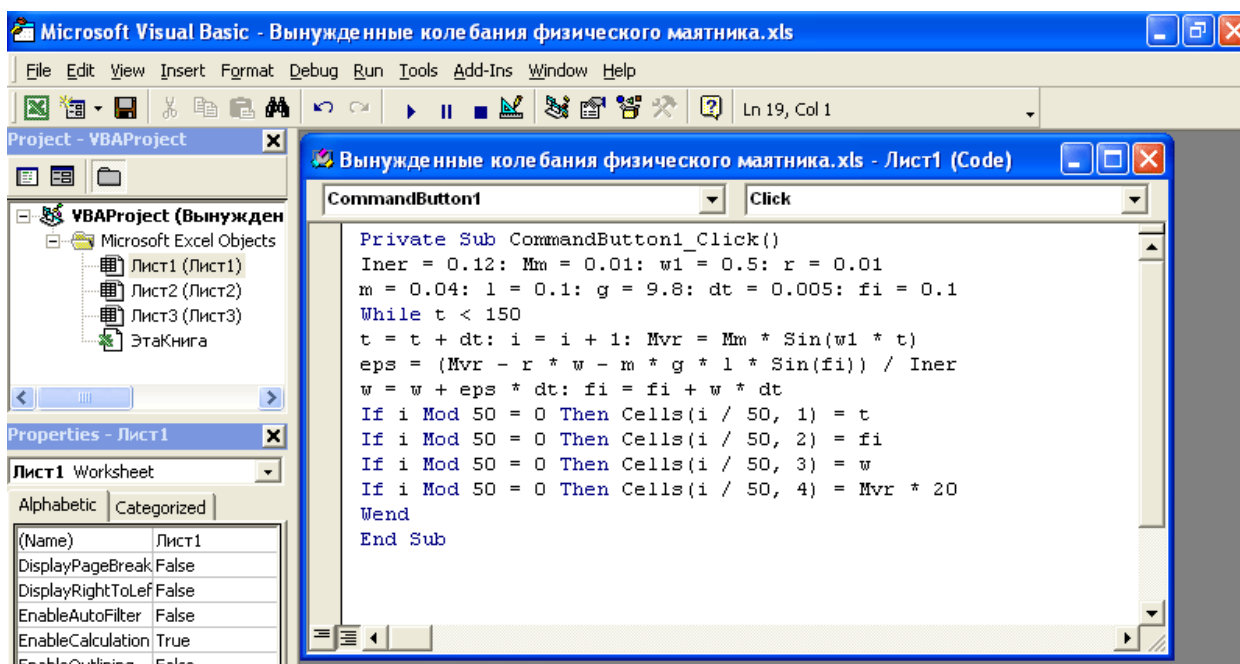 Microsoft Visual Basic - Вынужденные колебания физического маятника.xls
File Edit View Insert Format Debug Run Tools Add-Ins Window Help
Ln 19, Col 1
Project - VBAProject
VBAProject (Вынужден
Microsoft Excel Objects
Лист1 (Лист1)
Лист2 (Лист2)
Лист3 (Лист3)
ЭтаКнига
Properties - Лист1
Лист1 Worksheet
Alphabetic Categorized
(Name) Лист1
DisplayPageBreak False
DisplayRightToLef False
EnableAutoFilter False
EnableCalculation True
EnableOutlining False
Вынужденные колебания физического маятника.xls - Лист1 (Code)
CommandButton1 Click
Private Sub CommandButton1_Click()
Iner = 0.12: Mm = 0.01: w1 = 0.5: r = 0.01
m = 0.04: l = 0.1: g = 9.8: dt = 0.005: fi = 0.1
While t < 150
t = t + dt: i = i + 1: Mvr = Mm * Sin(w1 * t)
eps = (Mvr - r * w - m * g * l * Sin(fi)) / Iner
w = w + eps * dt: fi = fi + w * dt
If i Mod 50 = 0 Then Cells(i / 50, 1) = t
If i Mod 50 = 0 Then Cells(i / 50, 2) = fi
If i Mod 50 = 0 Then Cells(i / 50, 3) = w
If i Mod 50 = 0 Then Cells(i / 50, 4) = Mvr * 20
Wend
End Sub